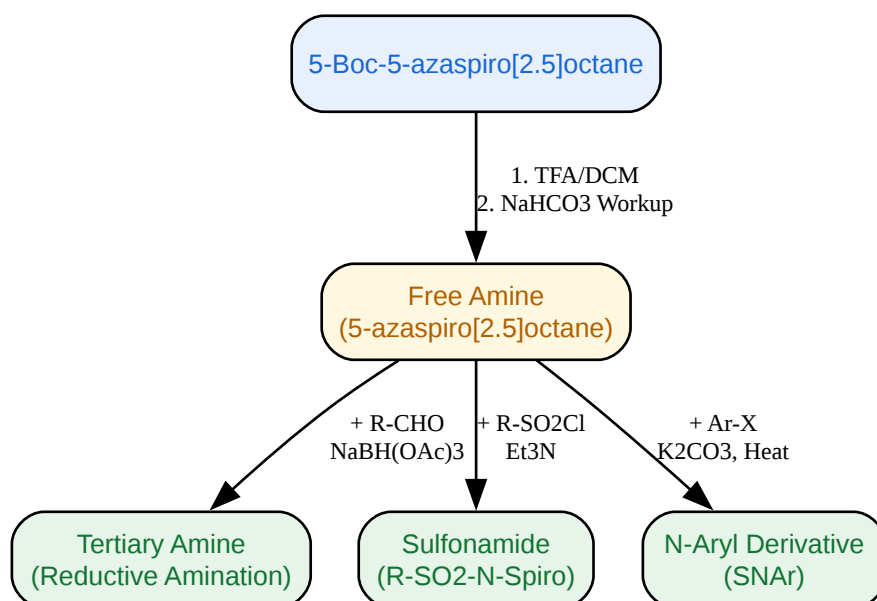 5-Boc-5-azaspiro[2.5]octane
1. TFA/DCM
2. NaHCO3 Workup
Free Amine
(5-azaspiro[2.5]octane)
+ R-CHO
NaBH(OAc)3
+ R-SO2Cl
Et3N
+ Ar-X
K2CO3, Heat
Tertiary Amine
(Reductive Amination)
Sulfonamide
(R-SO2-N-Spiro)
N-Aryl Derivative
(SNAr)